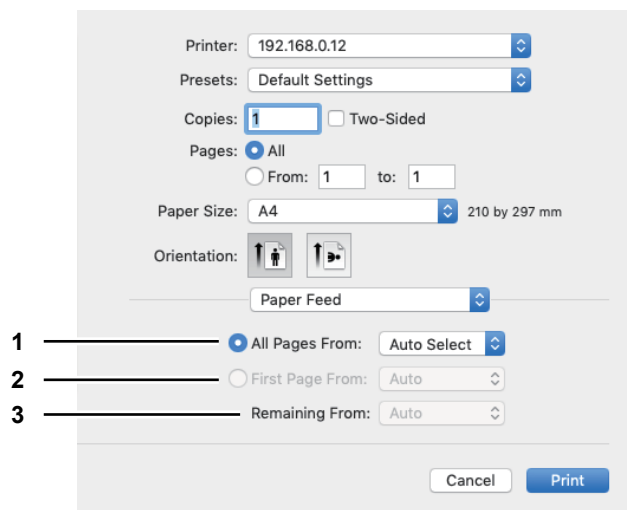 Printer: 192.168.0.12
Presets: Default Settings
Copies: 1 Two-Sided
Pages: All
From: 1 to: 1
Paper Size: A4 210 by 297 mm
Orientation:
Paper Feed
1 All Pages From: Auto Select
2 First Page From: Auto
3 Remaining From: Auto
Cancel Print